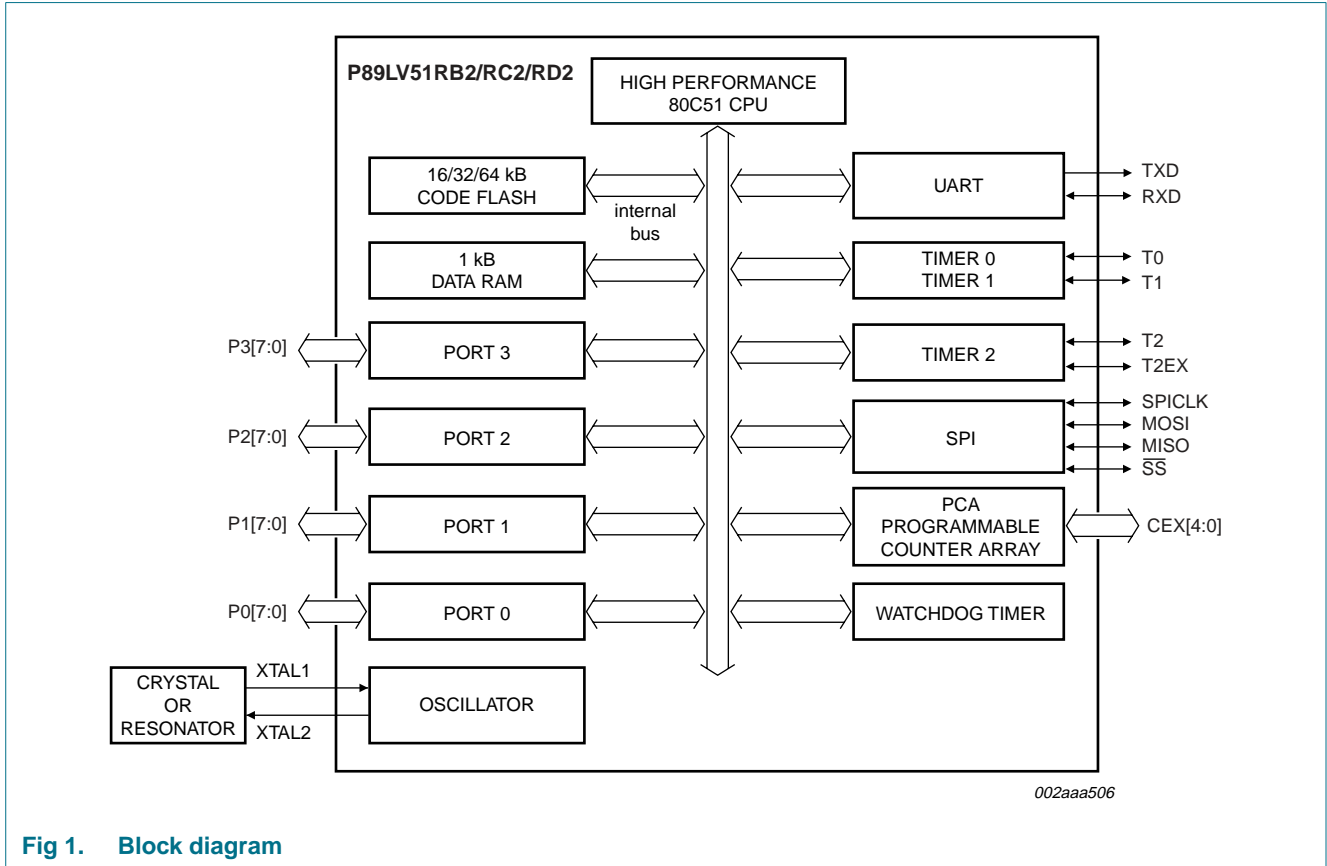 P89LV51RB2/RC2/RD2
HIGH PERFORMANCE
80C51 CPU
16/32/64 kB
CODE FLASH
internal
bus
UART
TXD
RXD
1 kB
DATA RAM
TIMER 0
TIMER 1
T0
T1
P3[7:0]
PORT 3
TIMER 2
T2
T2EX
P2[7:0]
PORT 2
SPI
SPICLK
MOSI
MISO
S̅S̅
P1[7:0]
PORT 1
PCA
PROGRAMMABLE
COUNTER ARRAY
CEX[4:0]
P0[7:0]
PORT 0
WATCHDOG TIMER
CRYSTAL
OR
RESONATOR
XTAL1
XTAL2
OSCILLATOR
002aaa506
Fig 1. Block diagram